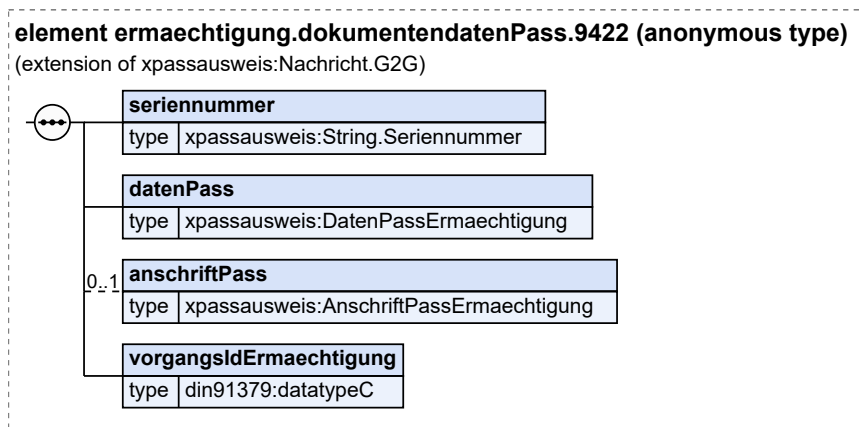 element ermaechtigung.dokumentendatenPass.9422 (anonymous type)
(extension of xpassausweis:Nachricht.G2G)
seriennummer
type xpassausweis:String.Seriennummer
datenPass
type xpassausweis:DatenPassErmaechtigung
0..1 anschriftPass
type xpassausweis:AnschriftPassErmaechtigung
vorgangsIdErmaechtigung
type din91379:datatypeC